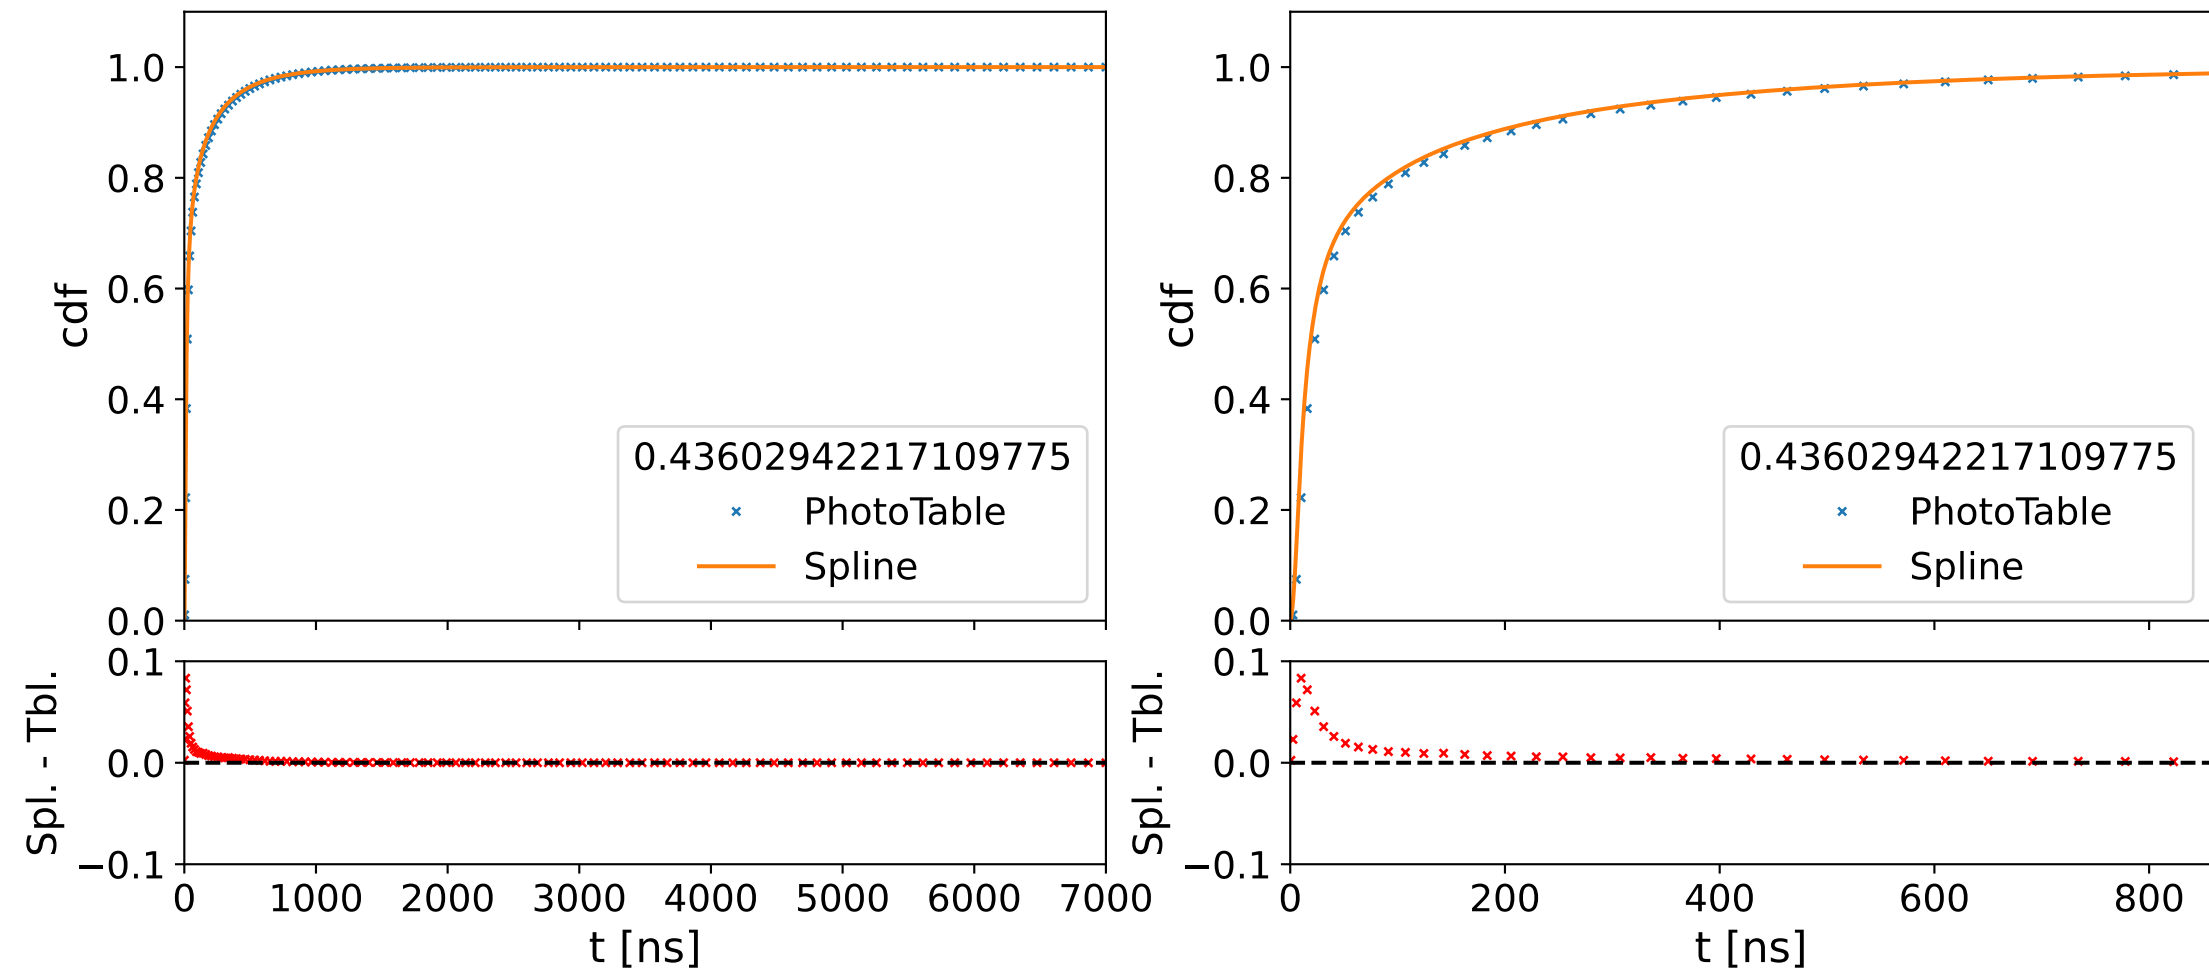 cdf
1.0
0.8
0.6
0.4
0.2
0.0
0.43602942217109775
PhotoTable
Spline
Spl. - Tbl.
0.1
0.0
−0.1
0 1000 2000 3000 4000 5000 6000 7000
t [ns]
cdf
1.0
0.8
0.6
0.4
0.2
0.0
0.43602942217109775
PhotoTable
Spline
Spl. - Tbl.
0.1
0.0
−0.1
0 200 400 600 800
t [ns]